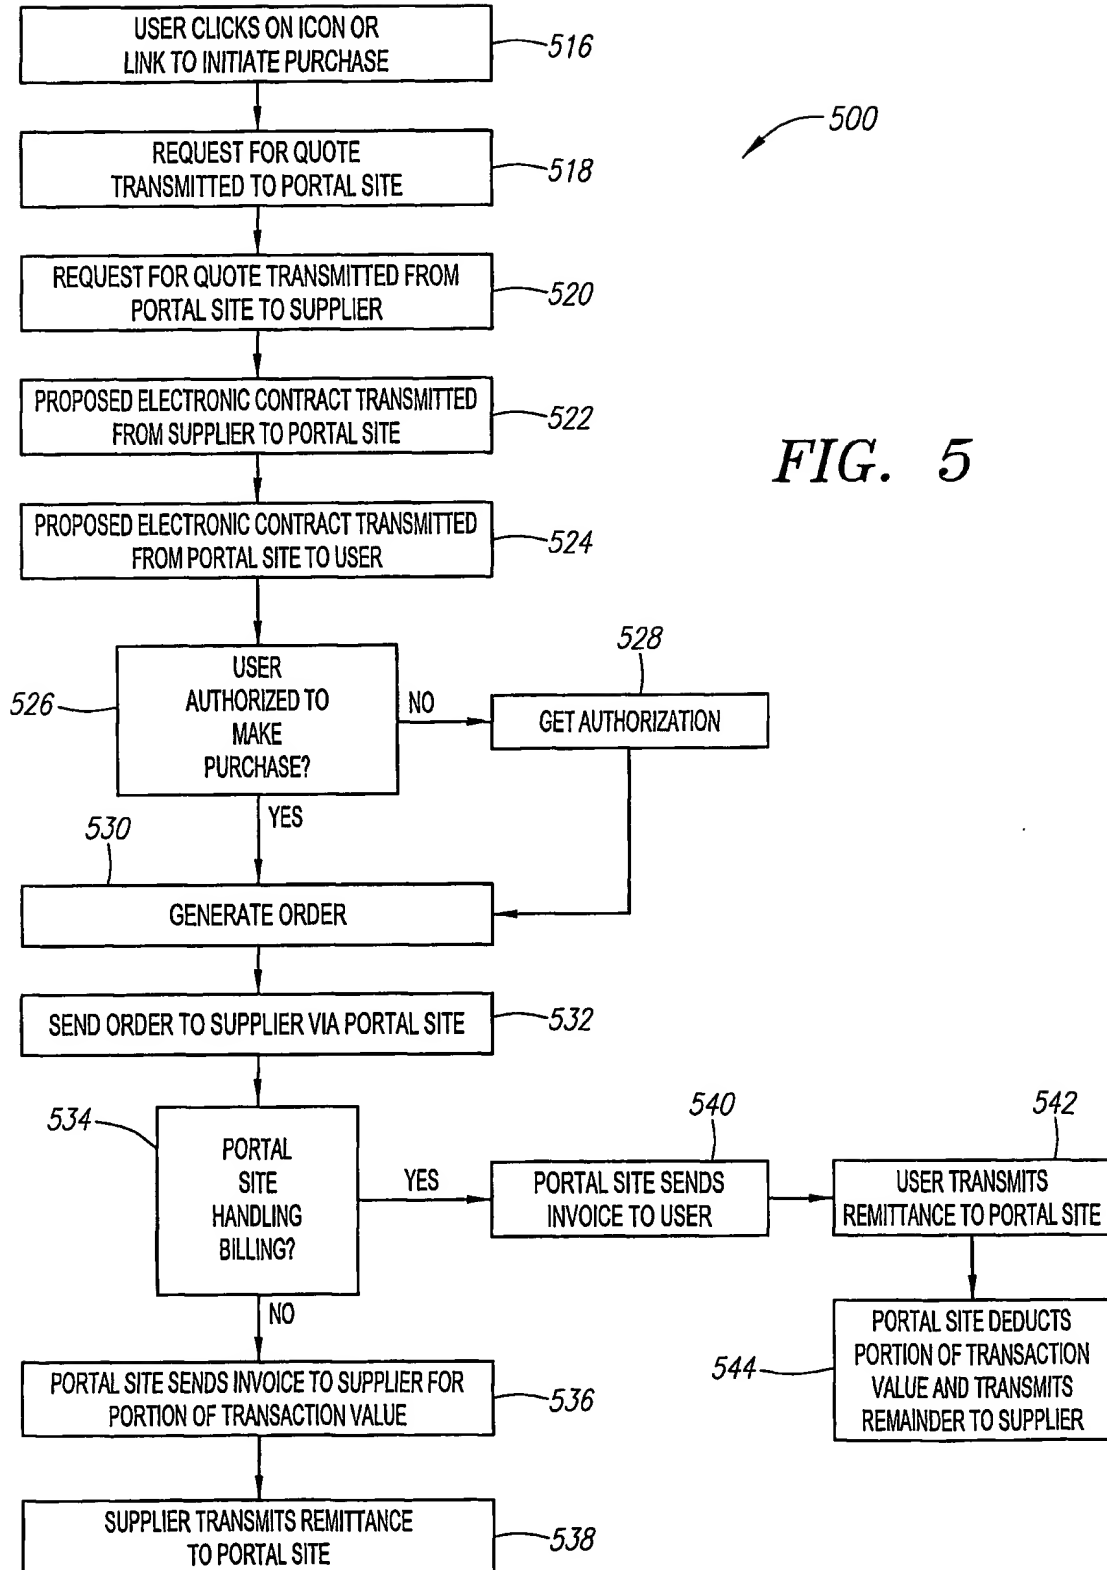 USER CLICKS ON ICON OR
LINK TO INITIATE PURCHASE
516
500
REQUEST FOR QUOTE
TRANSMITTED TO PORTAL SITE
518
REQUEST FOR QUOTE TRANSMITTED FROM
PORTAL SITE TO SUPPLIER
520
PROPOSED ELECTRONIC CONTRACT TRANSMITTED
FROM SUPPLIER TO PORTAL SITE
522
FIG. 5
PROPOSED ELECTRONIC CONTRACT TRANSMITTED
FROM PORTAL SITE TO USER
524
526
USER
AUTHORIZED TO
MAKE
PURCHASE?
NO
528
GET AUTHORIZATION
YES
530
GENERATE ORDER
SEND ORDER TO SUPPLIER VIA PORTAL SITE
532
534
PORTAL
SITE
HANDLING
BILLING?
YES
540
PORTAL SITE SENDS
INVOICE TO USER
542
USER TRANSMITS
REMITTANCE TO PORTAL SITE
NO
544
PORTAL SITE DEDUCTS
PORTION OF TRANSACTION
VALUE AND TRANSMITS
REMAINDER TO SUPPLIER
PORTAL SITE SENDS INVOICE TO SUPPLIER FOR
PORTION OF TRANSACTION VALUE
536
SUPPLIER TRANSMITS REMITTANCE
TO PORTAL SITE
538